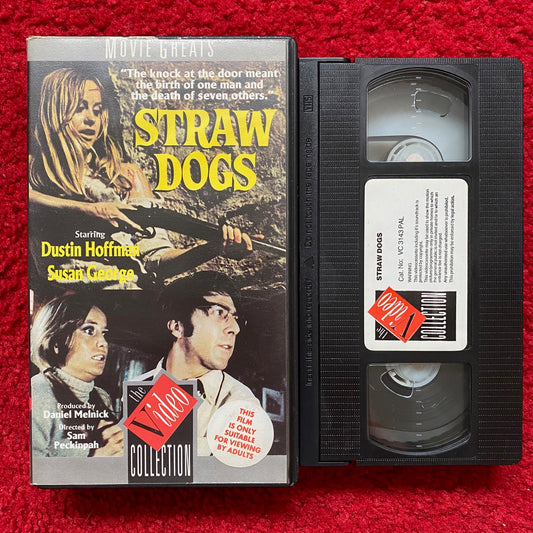 MOVIE GREATS
"The knock at the door meant
the birth of one man and
the death of seven others."
STRAW
DOGS
Starring
Dustin Hoffman
Susan George
Produced by
Daniel Melnick
Directed by
Sam
Peckinpah
the
Video
COLLECTION
THIS
FILM
IS ONLY
SUITABLE
FOR VIEWING
BY ADULTS
VHS
STRAW DOGS
Cat. No: VC 3143 PAL
WARNING
the
Video
COLLECTION